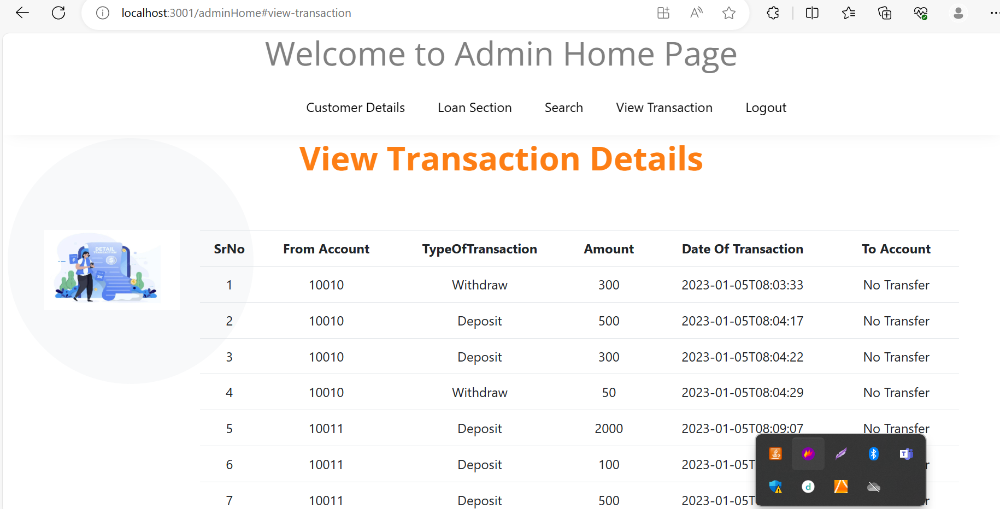 localhost:3001/adminHome#view-transaction
Welcome to Admin Home Page
Customer Details Loan Section Search View Transaction Logout
View Transaction Details
DETAIL
TRANSACTION
SrNo From Account TypeOfTransaction Amount Date Of Transaction To Account
1 10010 Withdraw 300 2023-01-05T08:03:33 No Transfer
2 10010 Deposit 500 2023-01-05T08:04:17 No Transfer
3 10010 Deposit 300 2023-01-05T08:04:22 No Transfer
4 10010 Withdraw 50 2023-01-05T08:04:29 No Transfer
5 10011 Deposit 2000 2023-01-05T08:09:07 No Transfer
6 10011 Deposit 100 2023-01-05T
7 10011 Deposit 500 2023-01-05T